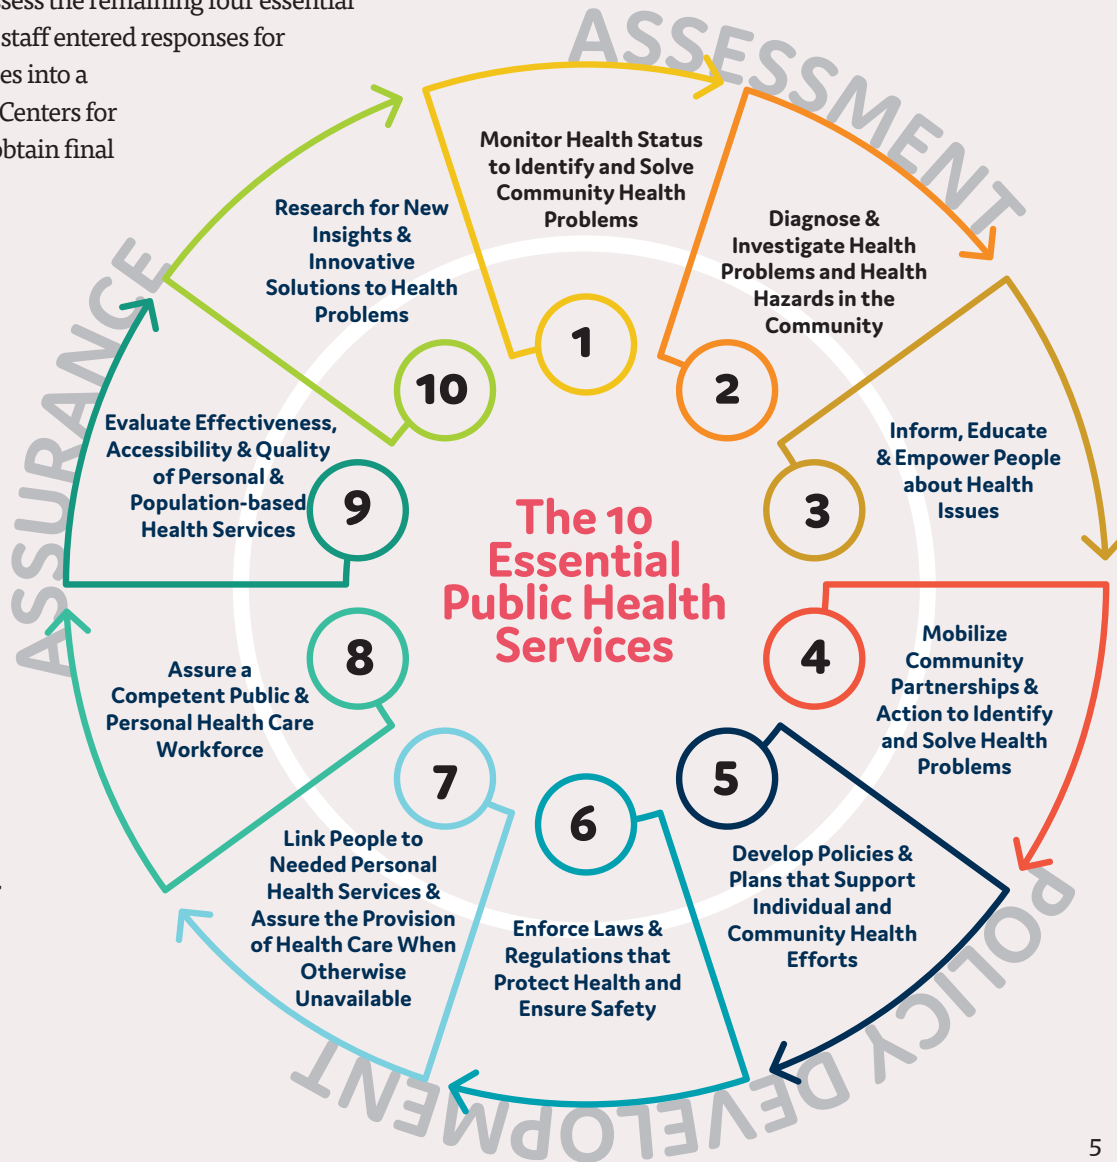 ssess the remaining four essential
staff entered responses for
es into a
Centers for
obtain final
ASSESSMENT
Monitor Health Status
to Identify and Solve
Community Health
Problems
1
Diagnose &
Investigate Health
Problems and Health
Hazards in the
Community
2
Inform, Educate
& Empower People
about Health
Issues
3
Mobilize
Community
Partnerships &
Action to Identify
and Solve Health
Problems
4
POLICY DEVELOPMENT
Develop Policies &
Plans that Support
Individual and
Community Health
Efforts
5
Enforce Laws &
Regulations that
Protect Health and
Ensure Safety
6
Link People to
Needed Personal
Health Services &
Assure the Provision
of Health Care When
Otherwise
Unavailable
7
ASSURANCE
Assure a
Competent Public &
Personal Health Care
Workforce
8
Evaluate Effectiveness,
Accessibility & Quality
of Personal &
Population-based
Health Services
9
Research for New
Insights &
Innovative
Solutions to Health
Problems
10
The 10
Essential
Public Health
Services
5